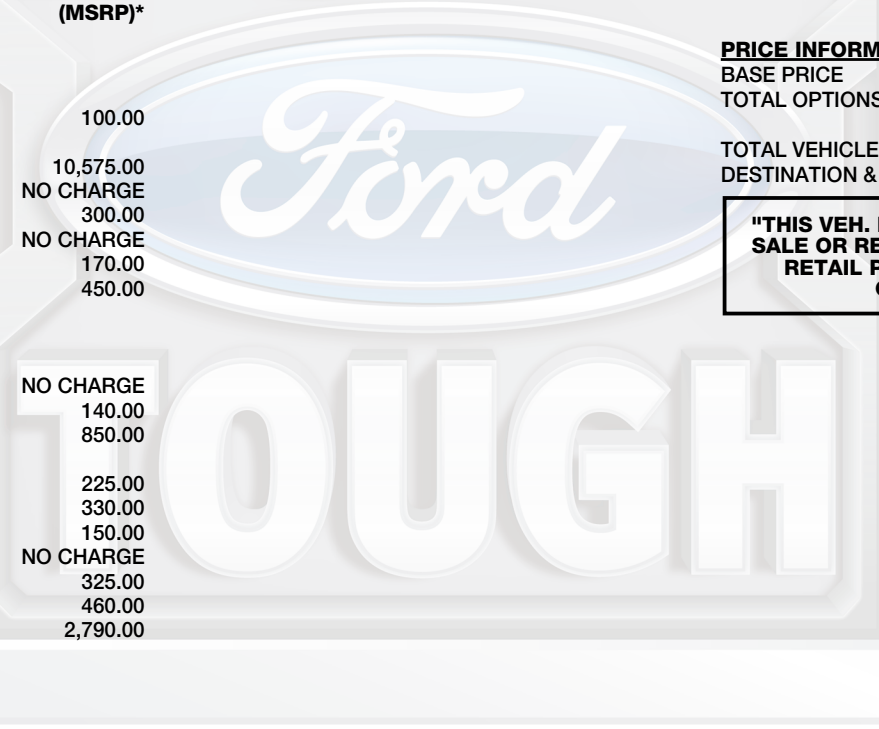 (MSRP)*
100.00
10,575.00
NO CHARGE
300.00
NO CHARGE
170.00
450.00
NO CHARGE
140.00
850.00
225.00
330.00
150.00
NO CHARGE
325.00
460.00
2,790.00
PRICE INFORM
BASE PRICE
TOTAL OPTIONS
TOTAL VEHICLE
DESTINATION &
"THIS VEH.
SALE OR RE
RETAIL P
Ford
TOUGH